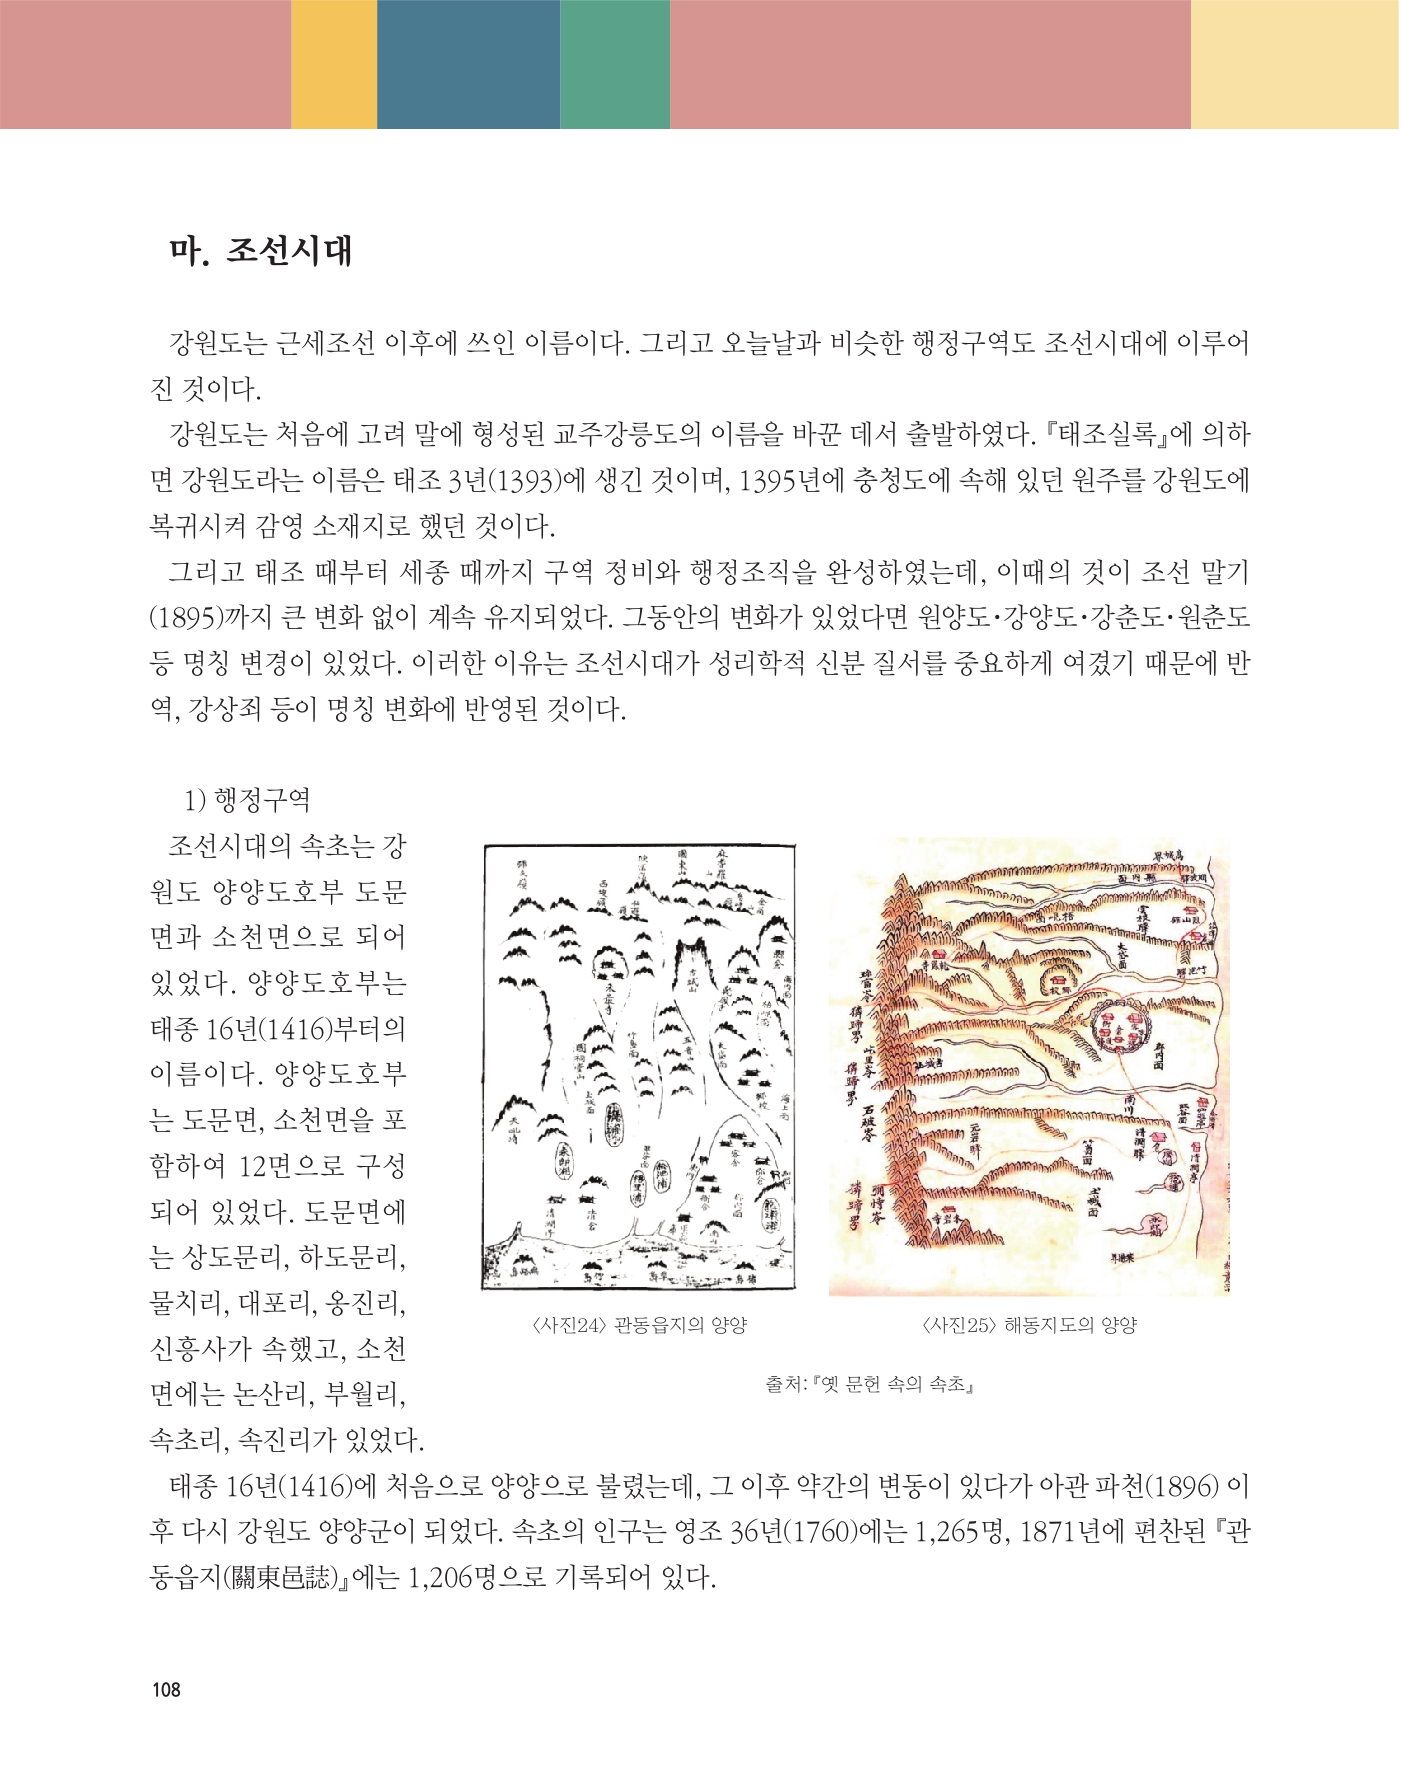 마. 조선시대
강원도는 근세조선 이후에 쓰인 이름이다. 그리고 오늘날과 비슷한 행정구역도 조선시대에 이루어
진 것이다.
강원도는 처음에 고려 말에 형성된 교주강릉도의 이름을 바꾼 데서 출발하였다.『태조실록』에 의하
면 강원도라는 이름은 태조 3년(1393)에 생긴 것이며, 1395년에 충청도에 속해 있던 원주를 강원도에
복귀시켜 감영 소재지로 했던 것이다.
그리고 태조 때부터 세종 때까지 구역 정비와 행정조직을 완성하였는데, 이때의 것이 조선 말기
(1895)까지 큰 변화 없이 계속 유지되었다. 그동안의 변화가 있었다면 원양도·강양도·강춘도·원춘도
등 명칭 변경이 있었다. 이러한 이유는 조선시대가 성리학적 신분 질서를 중요하게 여겼기 때문에 반
역, 강상죄 등이 명칭 변화에 반영된 것이다.
1) 행정구역
조선시대의 속초는 강
원도 양양도호부 도문
면과 소천면으로 되어
있었다. 양양도호부는
태종 16년(1416)부터의
이름이다. 양양도호부
는 도문면, 소천면을 포
함하여 12면으로 구성
되어 있었다. 도문면에
는 상도문리, 하도문리,
물치리, 대포리, 옹진리,
신흥사가 속했고, 소천
면에는 논산리, 부월리,
속초리, 속진리가 있었다.
〈사진24〉 관동읍지의 양양
〈사진25〉 해동지도의 양양
출처:『옛 문헌 속의 속초』
태종 16년(1416)에 처음으로 양양으로 불렸는데, 그 이후 약간의 변동이 있다가 아관 파천(1896) 이
후 다시 강원도 양양군이 되었다. 속초의 인구는 영조 36년(1760)에는 1,265명, 1871년에 편찬된『관
동읍지(關東邑誌)』에는 1,206명으로 기록되어 있다.
108